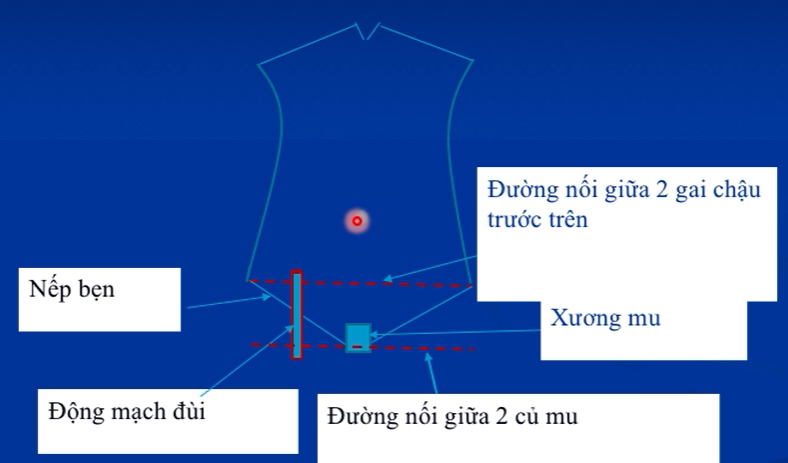 Đường nối giữa 2 gai chậu
trước trên
Nếp bẹn
Xương mu
Động mạch đùi
Đường nối giữa 2 củ mu